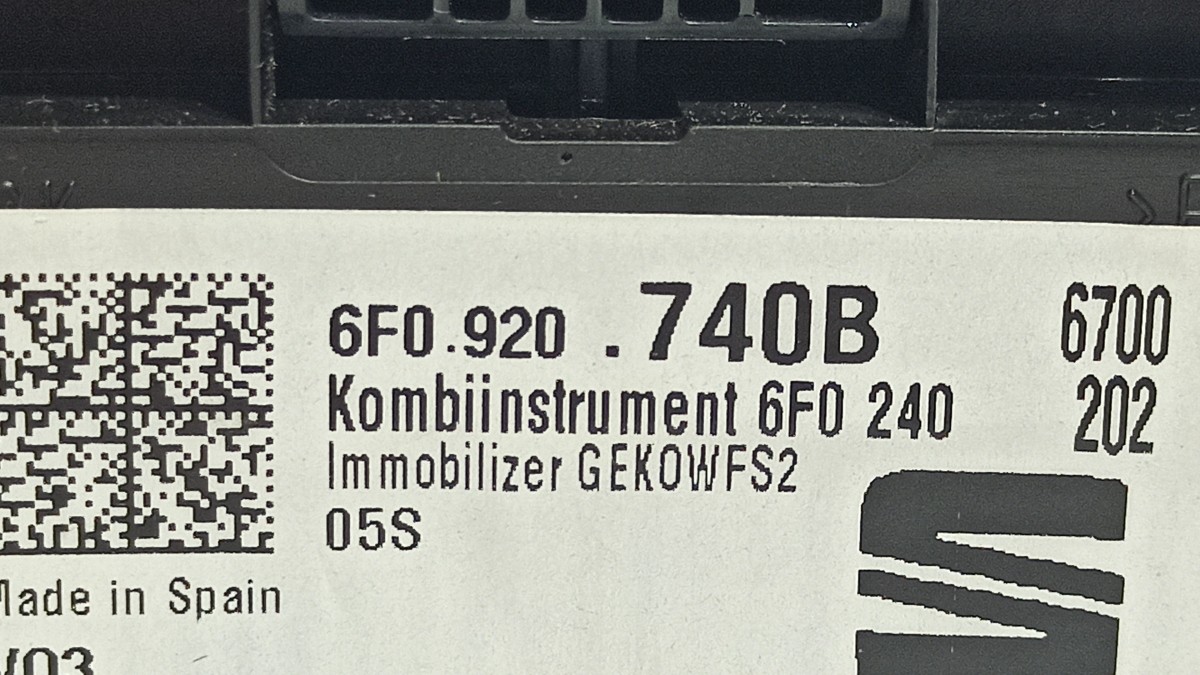 6F0.920 .740B 6700
Kombiinstrument 6F0 240 202
Immobilizer GEKOWFS2
05S
Made in Spain